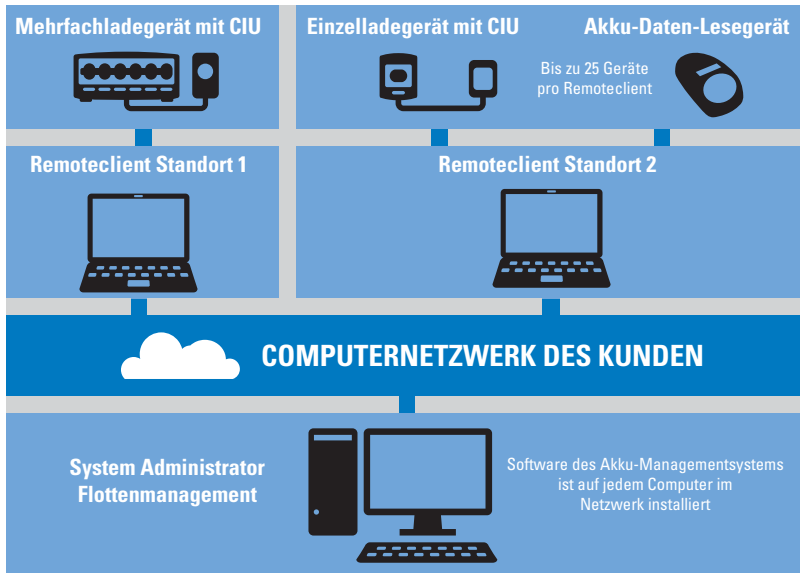 Mehrfachladegerät mit CIU
Einzelladegerät mit CIU
Akku-Daten-Lesegerät
Bis zu 25 Geräte
pro Remoteclient
Remoteclient Standort 1
Remoteclient Standort 2
COMPUTERNETZWERK DES KUNDEN
System Administrator
Flottenmanagement
Software des Akku-Managementsystems
ist auf jedem Computer im
Netzwerk installiert